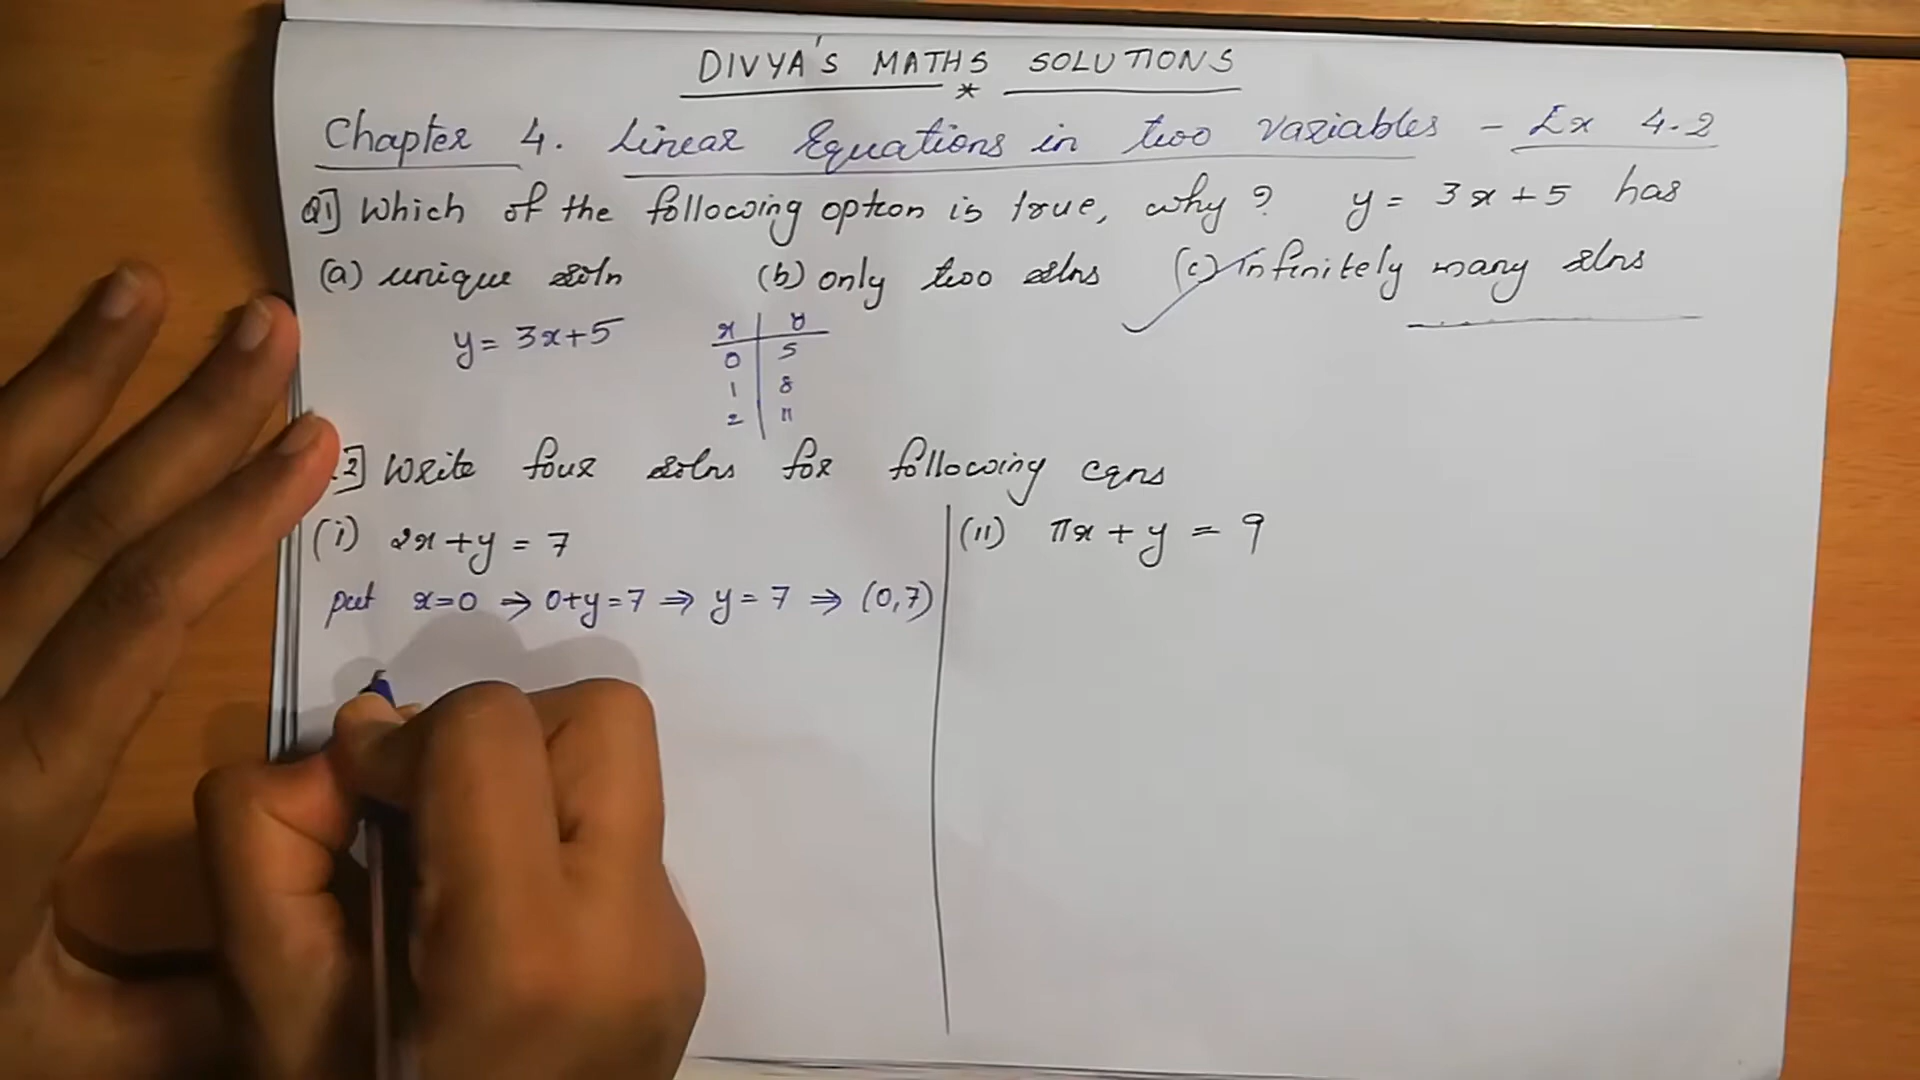 DIVYA'S MATHS SOLUTIONS
*
Chapter 4. Linear Equations in two variables - Ex 4.2
Q1] Which of the following option is true, why? y = 3x+5 has
(a) unique soln (b) only two solns (c) infinitely many solns
y = 3x+5
x | y
0 | 5
1 | 8
2 | 11
2] Write four solns for following eqns
(i) 2x+y = 7
(ii) πx + y = 9
put x=0 ⇒ 0+y=7 ⇒ y=7 ⇒ (0,7)